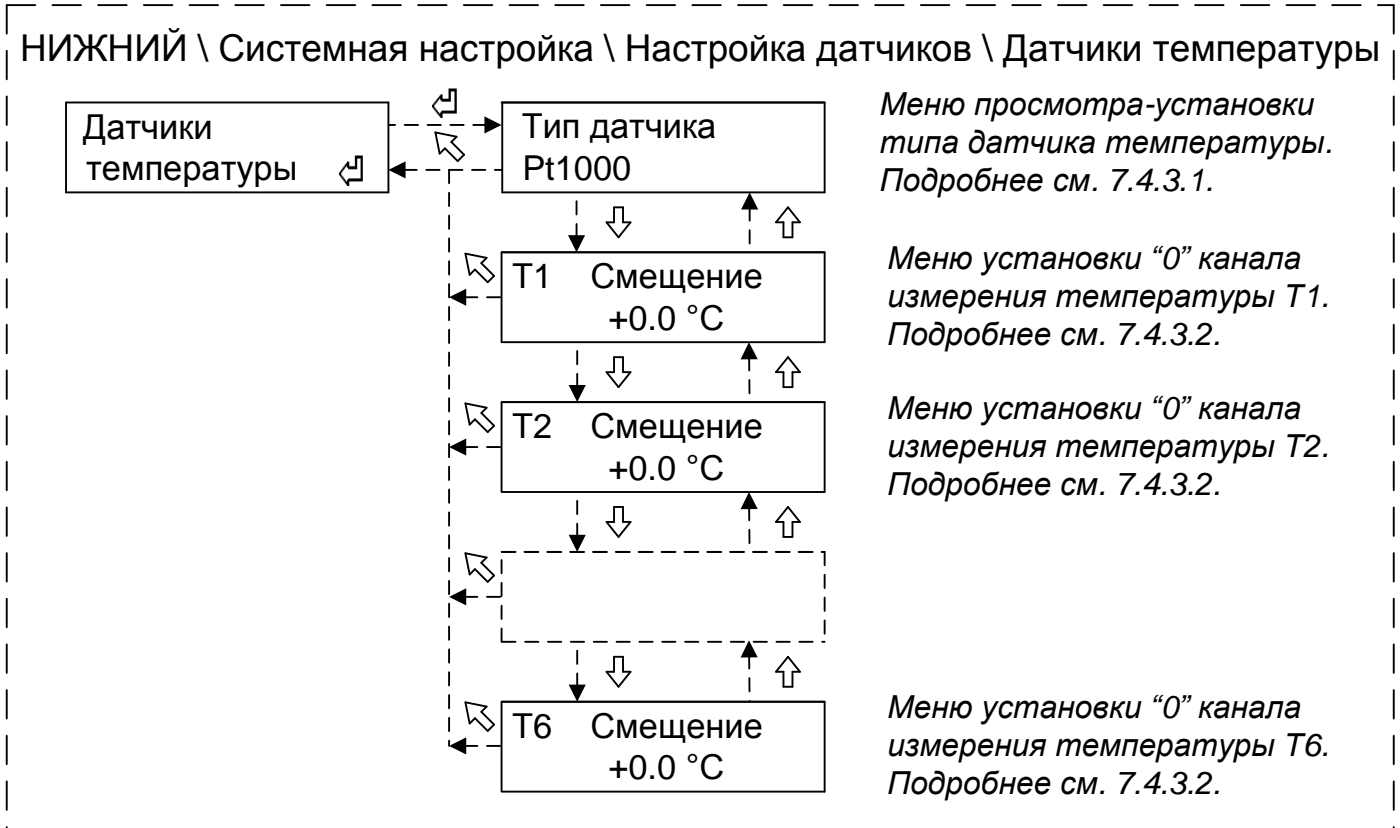 НИЖНИЙ \ Системная настройка \ Настройка датчиков \ Датчики температуры
Датчики
температуры
Тип датчика
Pt1000
Меню просмотра-установки
типа датчика температуры.
Подробнее см. 7.4.3.1.
T1 Смещение
+0.0 °C
Меню установки “0” канала
измерения температуры T1.
Подробнее см. 7.4.3.2.
T2 Смещение
+0.0 °C
Меню установки “0” канала
измерения температуры T2.
Подробнее см. 7.4.3.2.
T6 Смещение
+0.0 °C
Меню установки “0” канала
измерения температуры T6.
Подробнее см. 7.4.3.2.